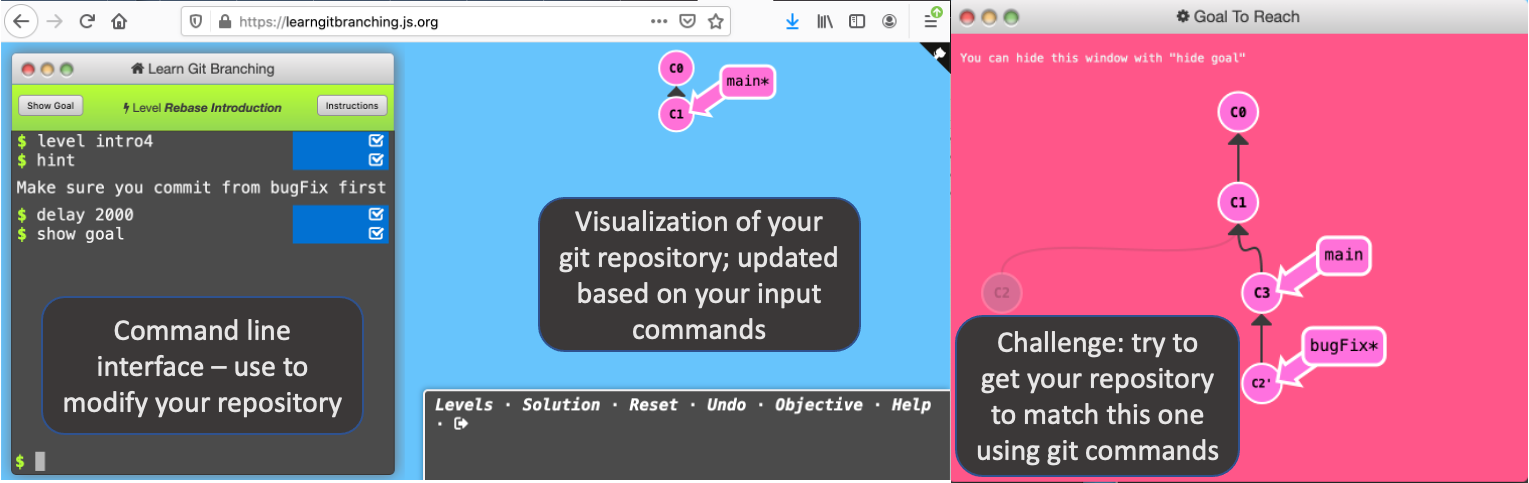 https://learngitbranching.js.org
Learn Git Branching
Show Goal
Level Rebase Introduction
Instructions
$ level intro4
$ hint
Make sure you commit from bugFix first
$ delay 2000
$ show goal
Command line
interface – use to
modify your repository
$
C0
main*
C1
Visualization of your
git repository; updated
based on your input
commands
Levels · Solution · Reset · Undo · Objective · Help
·
Goal To Reach
You can hide this window with "hide goal"
C0
C1
main
C2
C3
bugFix*
C2'
Challenge: try to
get your repository
to match this one
using git commands